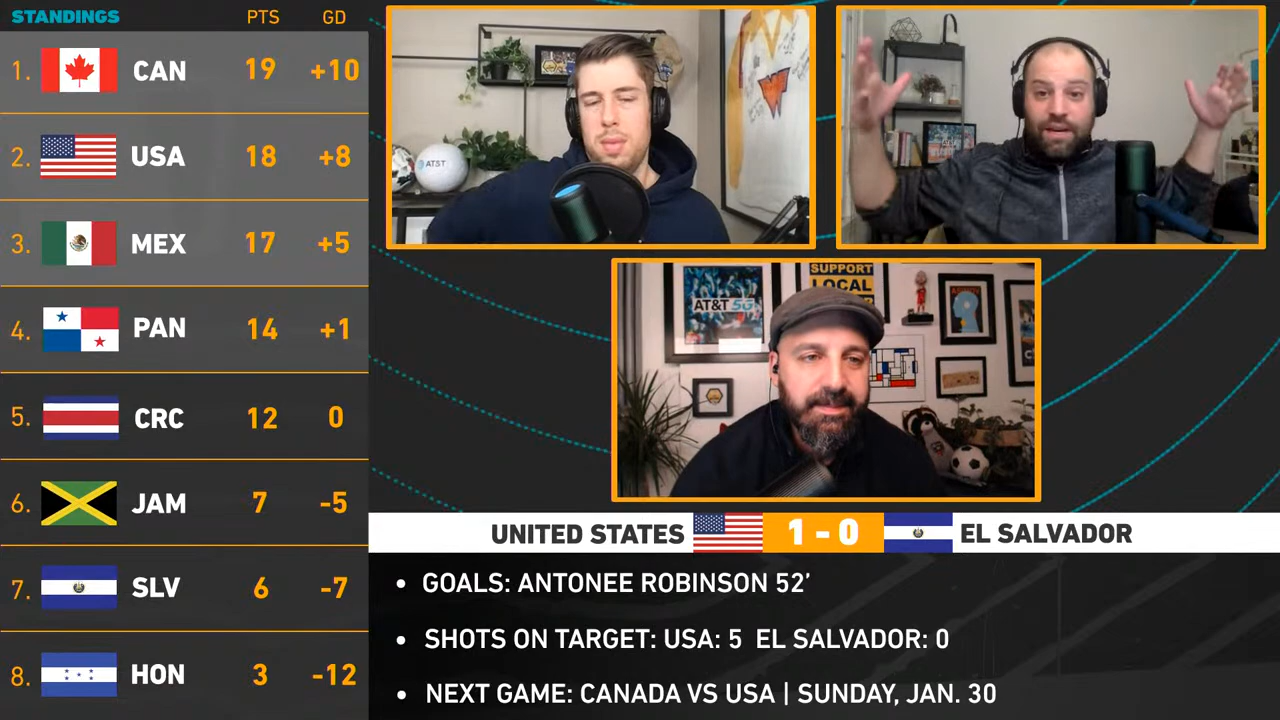 STANDINGS PTS GD
1. CAN 19 +10
2. USA 18 +8
3. MEX 17 +5
4. PAN 14 +1
5. CRC 12 0
6. JAM 7 -5
7. SLV 6 -7
8. HON 3 -12
AT&T
SUPPORT
LOCAL
AT&T 5G
UNITED STATES 1 - 0 EL SALVADOR
• GOALS: ANTONEE ROBINSON 52’
• SHOTS ON TARGET: USA: 5 EL SALVADOR: 0
• NEXT GAME: CANADA VS USA | SUNDAY, JAN. 30